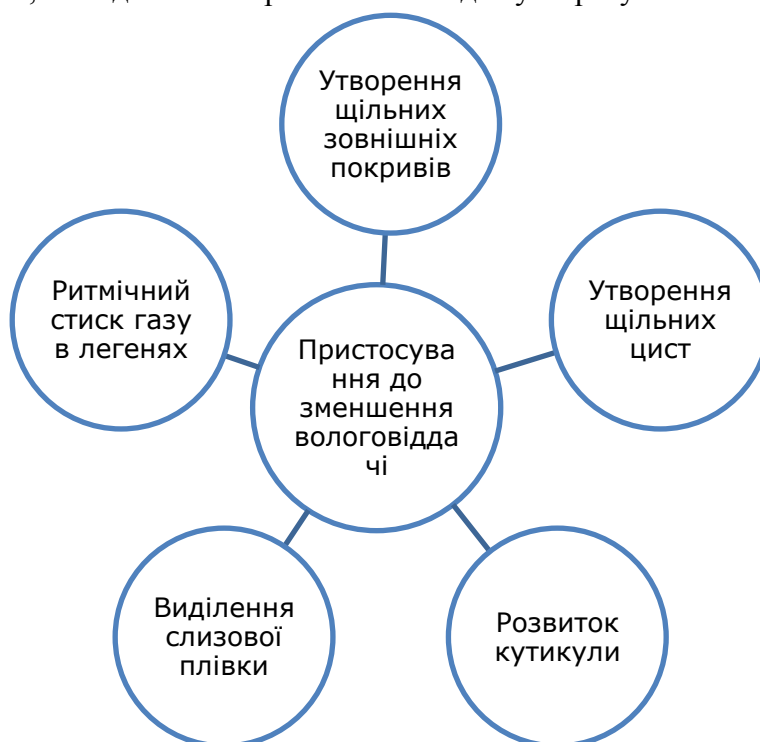 Утворення
щільних
зовнішніх
покривів
Ритмічний
стиск газу
в легенях
Утворення
щільних
цист
Пристосува
ння до
зменшення
вологовідда
чі
Виділення
слизової
плівки
Розвиток
кутикули